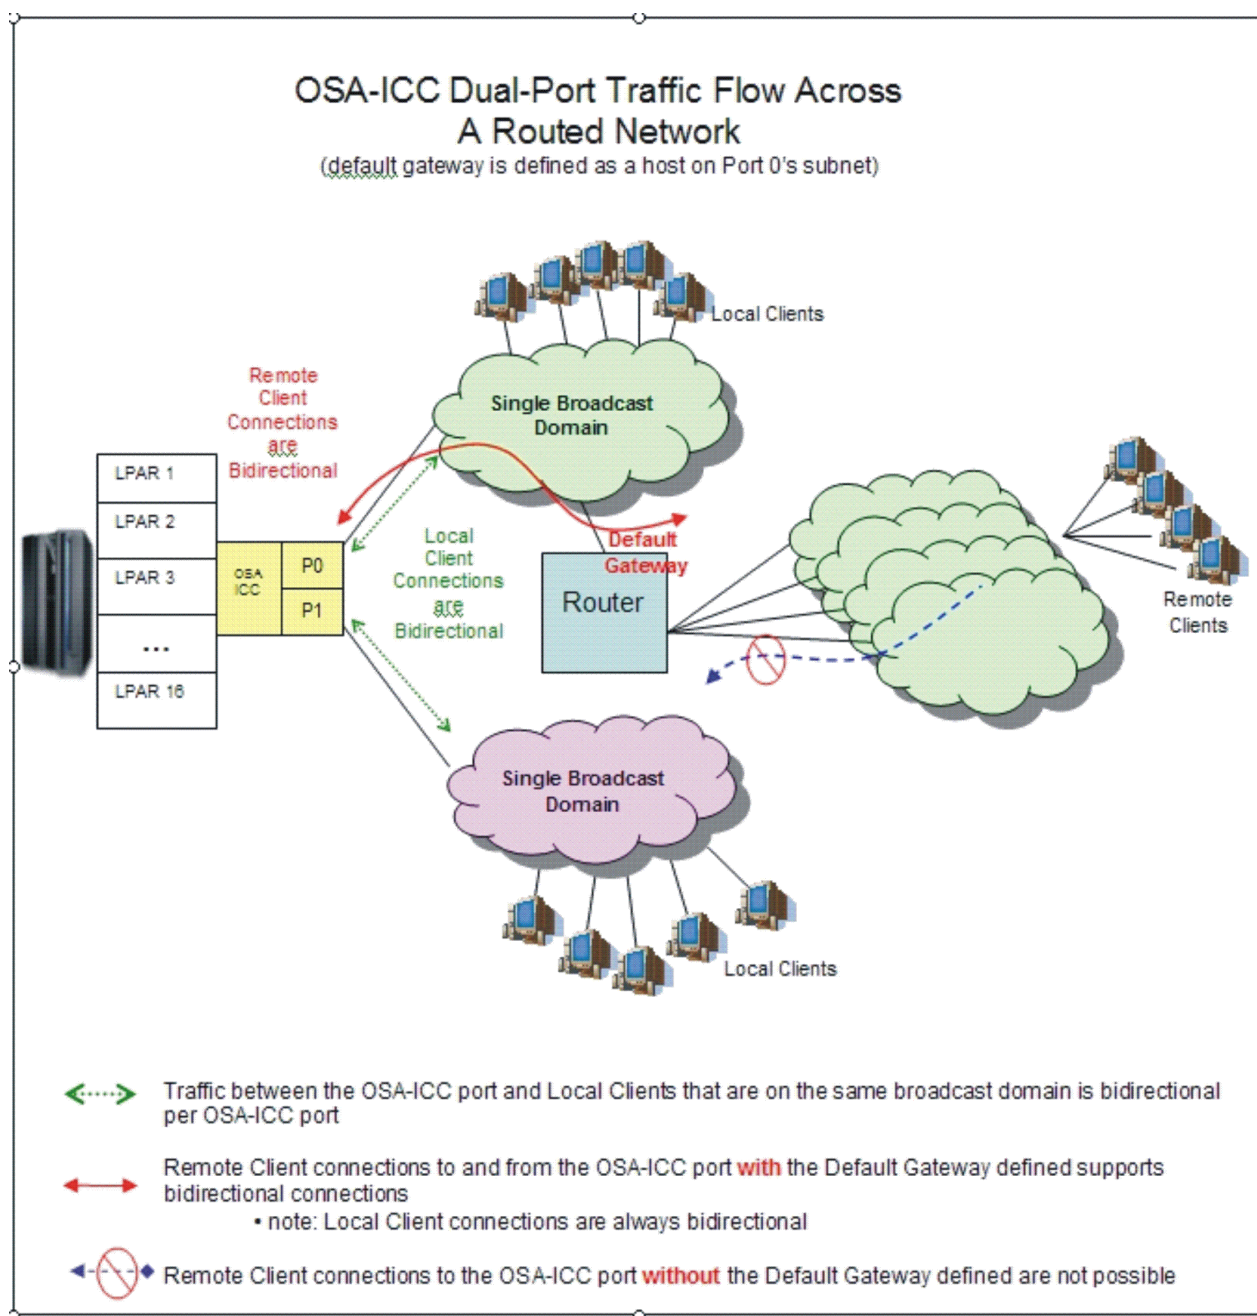 OSA-ICC Dual-Port Traffic Flow Across
A Routed Network
(default gateway is defined as a host on Port 0's subnet)
Local Clients
Remote
Client
Connections
are
Bidirectional
Single Broadcast
Domain
LPAR 1
LPAR 2
LPAR 3
...
LPAR 16
OSA
ICC
P0
P1
Local
Client
Connections
are
Bidirectional
Default
Gateway
Router
Remote
Clients
Single Broadcast
Domain
Local Clients
Traffic between the OSA-ICC port and Local Clients that are on the same broadcast domain is bidirectional
per OSA-ICC port
Remote Client connections to and from the OSA-ICC port with the Default Gateway defined supports
bidirectional connections
• note: Local Client connections are always bidirectional
Remote Client connections to the OSA-ICC port without the Default Gateway defined are not possible